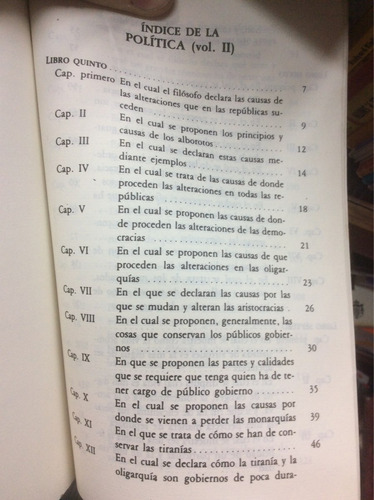 ÍNDICE DE LA
POLÍTICA (vol. II)
LIBRO QUINTO
Cap. primero En el cual el filósofo declara las causas de
las alteraciones que en las repúblicas su-
ceden 7
Cap. II En el cual se proponen los principios y
causas de los albototos 9
Cap. III En el cual se declaran estas causas me-
diante ejemplos 12
Cap. IV En el cual se trata de las causas de donde
proceden las alteraciones en todas las re-
públicas 14
Cap. V En el cual se proponen las causas de don-
de proceden las alteraciones de las demo-
cracias 18
Cap. VI En el cual se proponen las causas de que
proceden las alteraciones en las oligar-
quías 21
Cap. VII En el que se declaran las causas por las
que se mudan y alteran las aristocracias 23
Cap. VIII En el cual se proponen, generalmente, las
cosas que conservan los públicos gobier-
nos 26
Cap. IX En que se proponen las partes y calidades
que se requiere que tenga quien ha de te-
ner cargo de público gobierno 30
Cap. X En el cual se proponen las causas por
donde se vienen a perder las monarquías 35
Cap. XI En el que se trata de cómo se han de con-
servar las tiranías 39
Cap. XII En el cual se declara cómo la tiranía y la
oligarquía son gobiernos de poca dura- 46